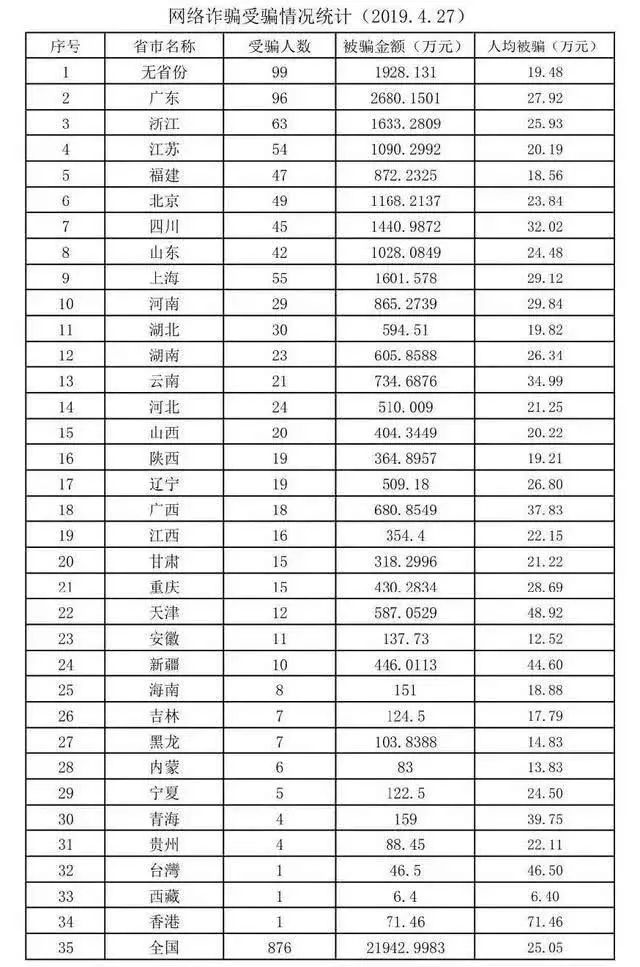 网络诈骗受骗情况统计（2019.4.27）
序号 省市名称 受骗人数 被骗金额（万元） 人均被骗（万元）
1 无省份 99 1928.131 19.48
2 广东 96 2680.1501 27.92
3 浙江 63 1633.2809 25.93
4 江苏 54 1090.2992 20.19
5 福建 47 872.2325 18.56
6 北京 49 1168.2137 23.84
7 四川 45 1440.9872 32.02
8 山东 42 1028.0849 24.48
9 上海 55 1601.578 29.12
10 河南 29 865.2739 29.84
11 湖北 30 594.51 19.82
12 湖南 23 605.8588 26.34
13 云南 21 734.6876 34.99
14 河北 24 510.009 21.25
15 山西 20 404.3449 20.22
16 陕西 19 364.8957 19.21
17 辽宁 19 509.18 26.80
18 广西 18 680.8549 37.83
19 江西 16 354.4 22.15
20 甘肃 15 318.2996 21.22
21 重庆 15 430.2834 28.69
22 天津 12 587.0529 48.92
23 安徽 11 137.73 12.52
24 新疆 10 446.0113 44.60
25 海南 8 151 18.88
26 吉林 7 124.5 17.79
27 黑龙 7 103.8388 14.83
28 内蒙 6 83 13.83
29 宁夏 5 122.5 24.50
30 青海 4 159 39.75
31 贵州 4 88.45 22.11
32 台灣 1 46.5 46.50
33 西藏 1 6.4 6.40
34 香港 1 71.46 71.46
35 全国 876 21942.9983 25.05